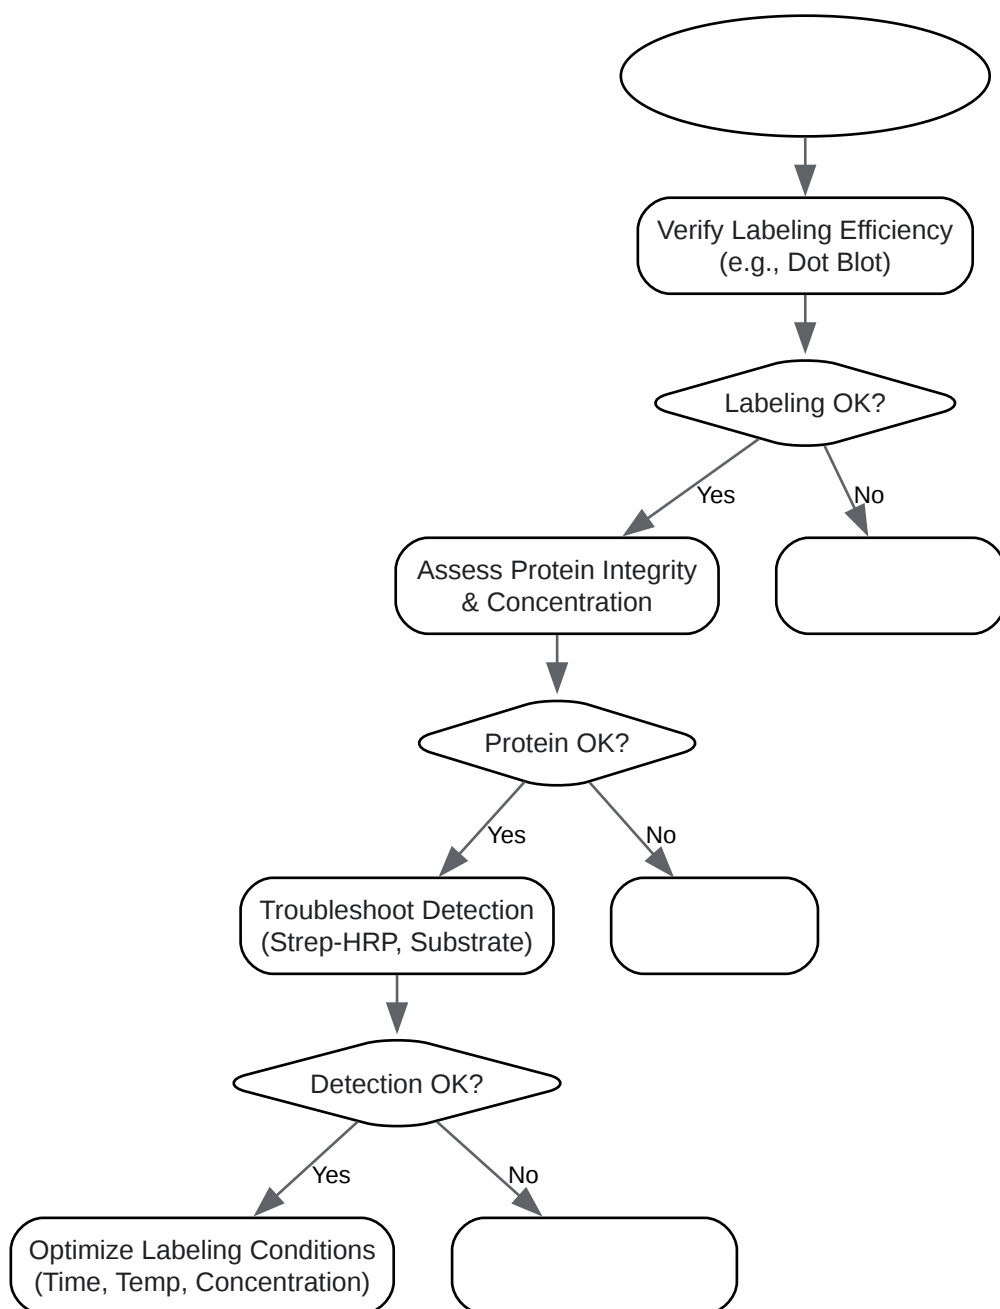 Verify Labeling Efficiency
(e.g., Dot Blot)
Labeling OK?
Yes
No
Assess Protein Integrity
& Concentration
Protein OK?
Yes
No
Troubleshoot Detection
(Strep-HRP, Substrate)
Detection OK?
Yes
No
Optimize Labeling Conditions
(Time, Temp, Concentration)